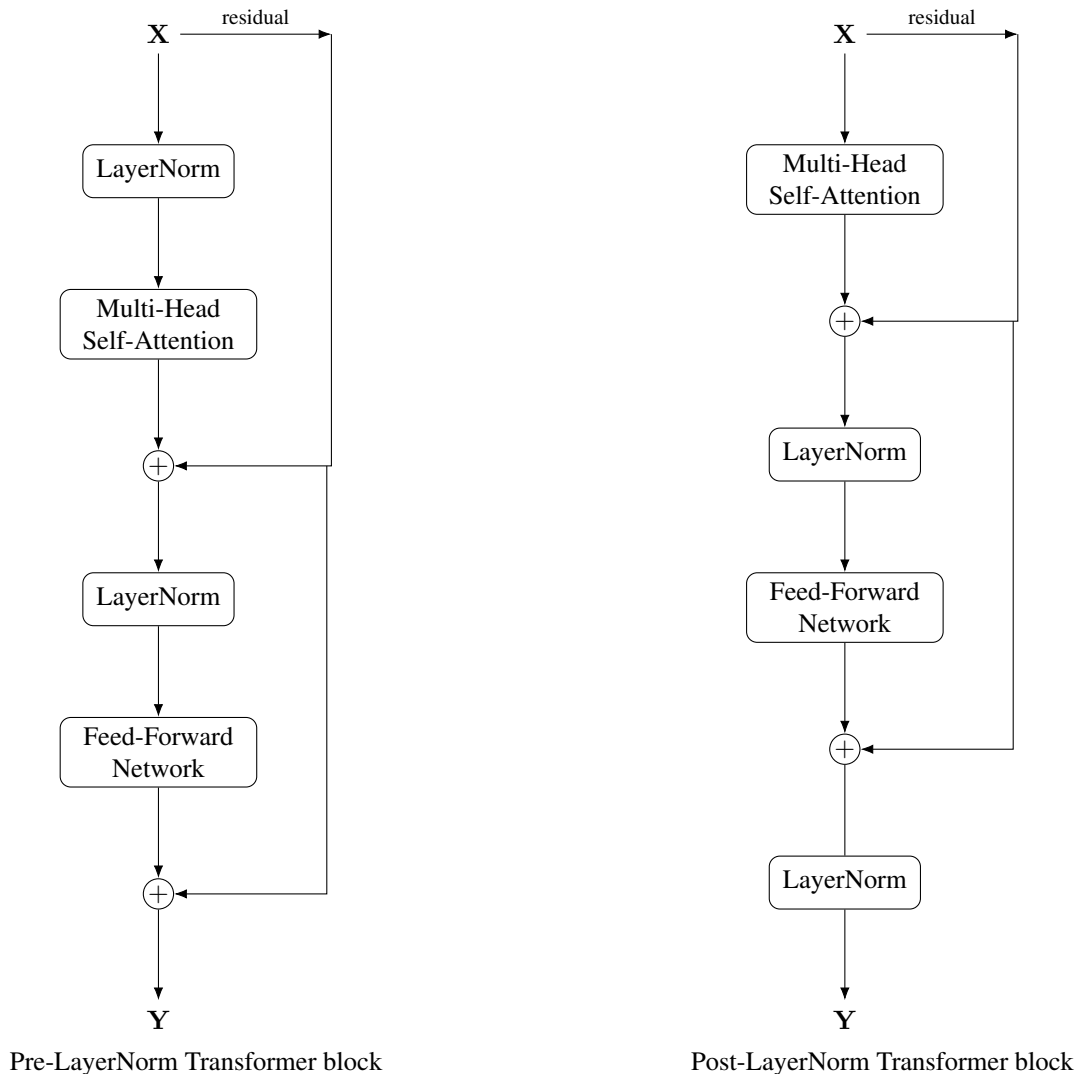 X
residual
LayerNorm
Multi-Head
Self-Attention
+
LayerNorm
Feed-Forward
Network
+
Y
Pre-LayerNorm Transformer block
X
residual
Multi-Head
Self-Attention
+
LayerNorm
Feed-Forward
Network
+
LayerNorm
Y
Post-LayerNorm Transformer block